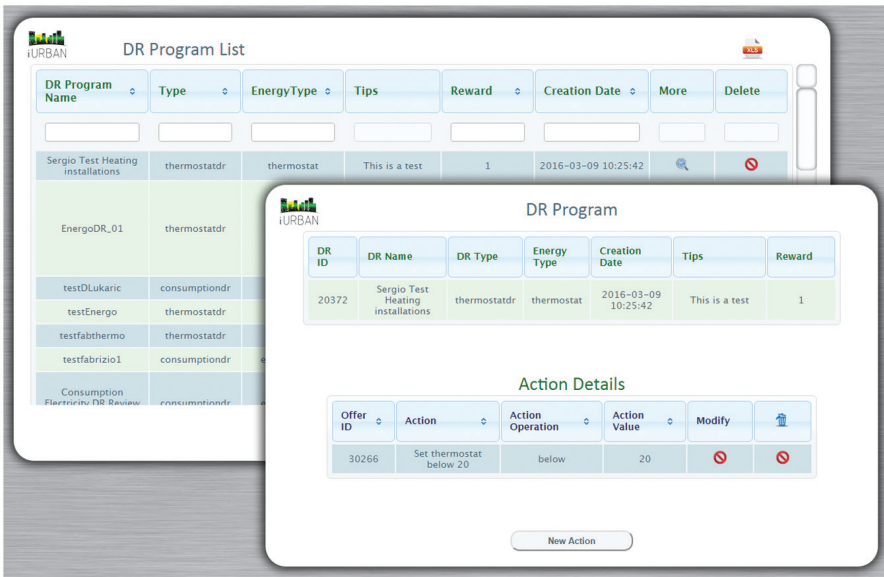 iURBAN
DR Program List
XLS
DR Program
Name
Type
EnergyType
Tips
Reward
Creation Date
More
Delete
Sergio Test Heating
installations
thermostatdr
thermostat
This is a test
1
2016-03-09 10:25:42
EnergoDR_01
thermostatdr
testDLukaric
consumptiondr
testEnergo
thermostatdr
testfabthermo
thermostatdr
testfabrizio1
consumptiondr
e
Consumption
Electricity DR Review
consumptiondr
iURBAN
DR Program
DR
ID
DR Name
DR Type
Energy
Type
Creation
Date
Tips
Reward
20372
Sergio Test
Heating
installations
thermostatdr
thermostat
2016-03-09
10:25:42
This is a test
1
Action Details
Offer
ID
Action
Action
Operation
Action
Value
Modify
30266
Set thermostat
below 20
below
20
New Action